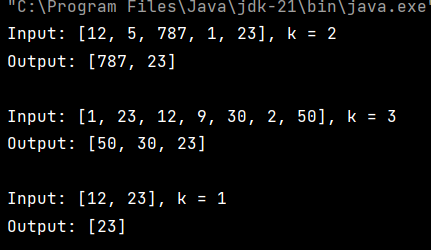 "C:\Program Files\Java\jdk-21\bin\java.exe"
Input: [12, 5, 787, 1, 23], k = 2
Output: [787, 23]
Input: [1, 23, 12, 9, 30, 2, 50], k = 3
Output: [50, 30, 23]
Input: [12, 23], k = 1
Output: [23]